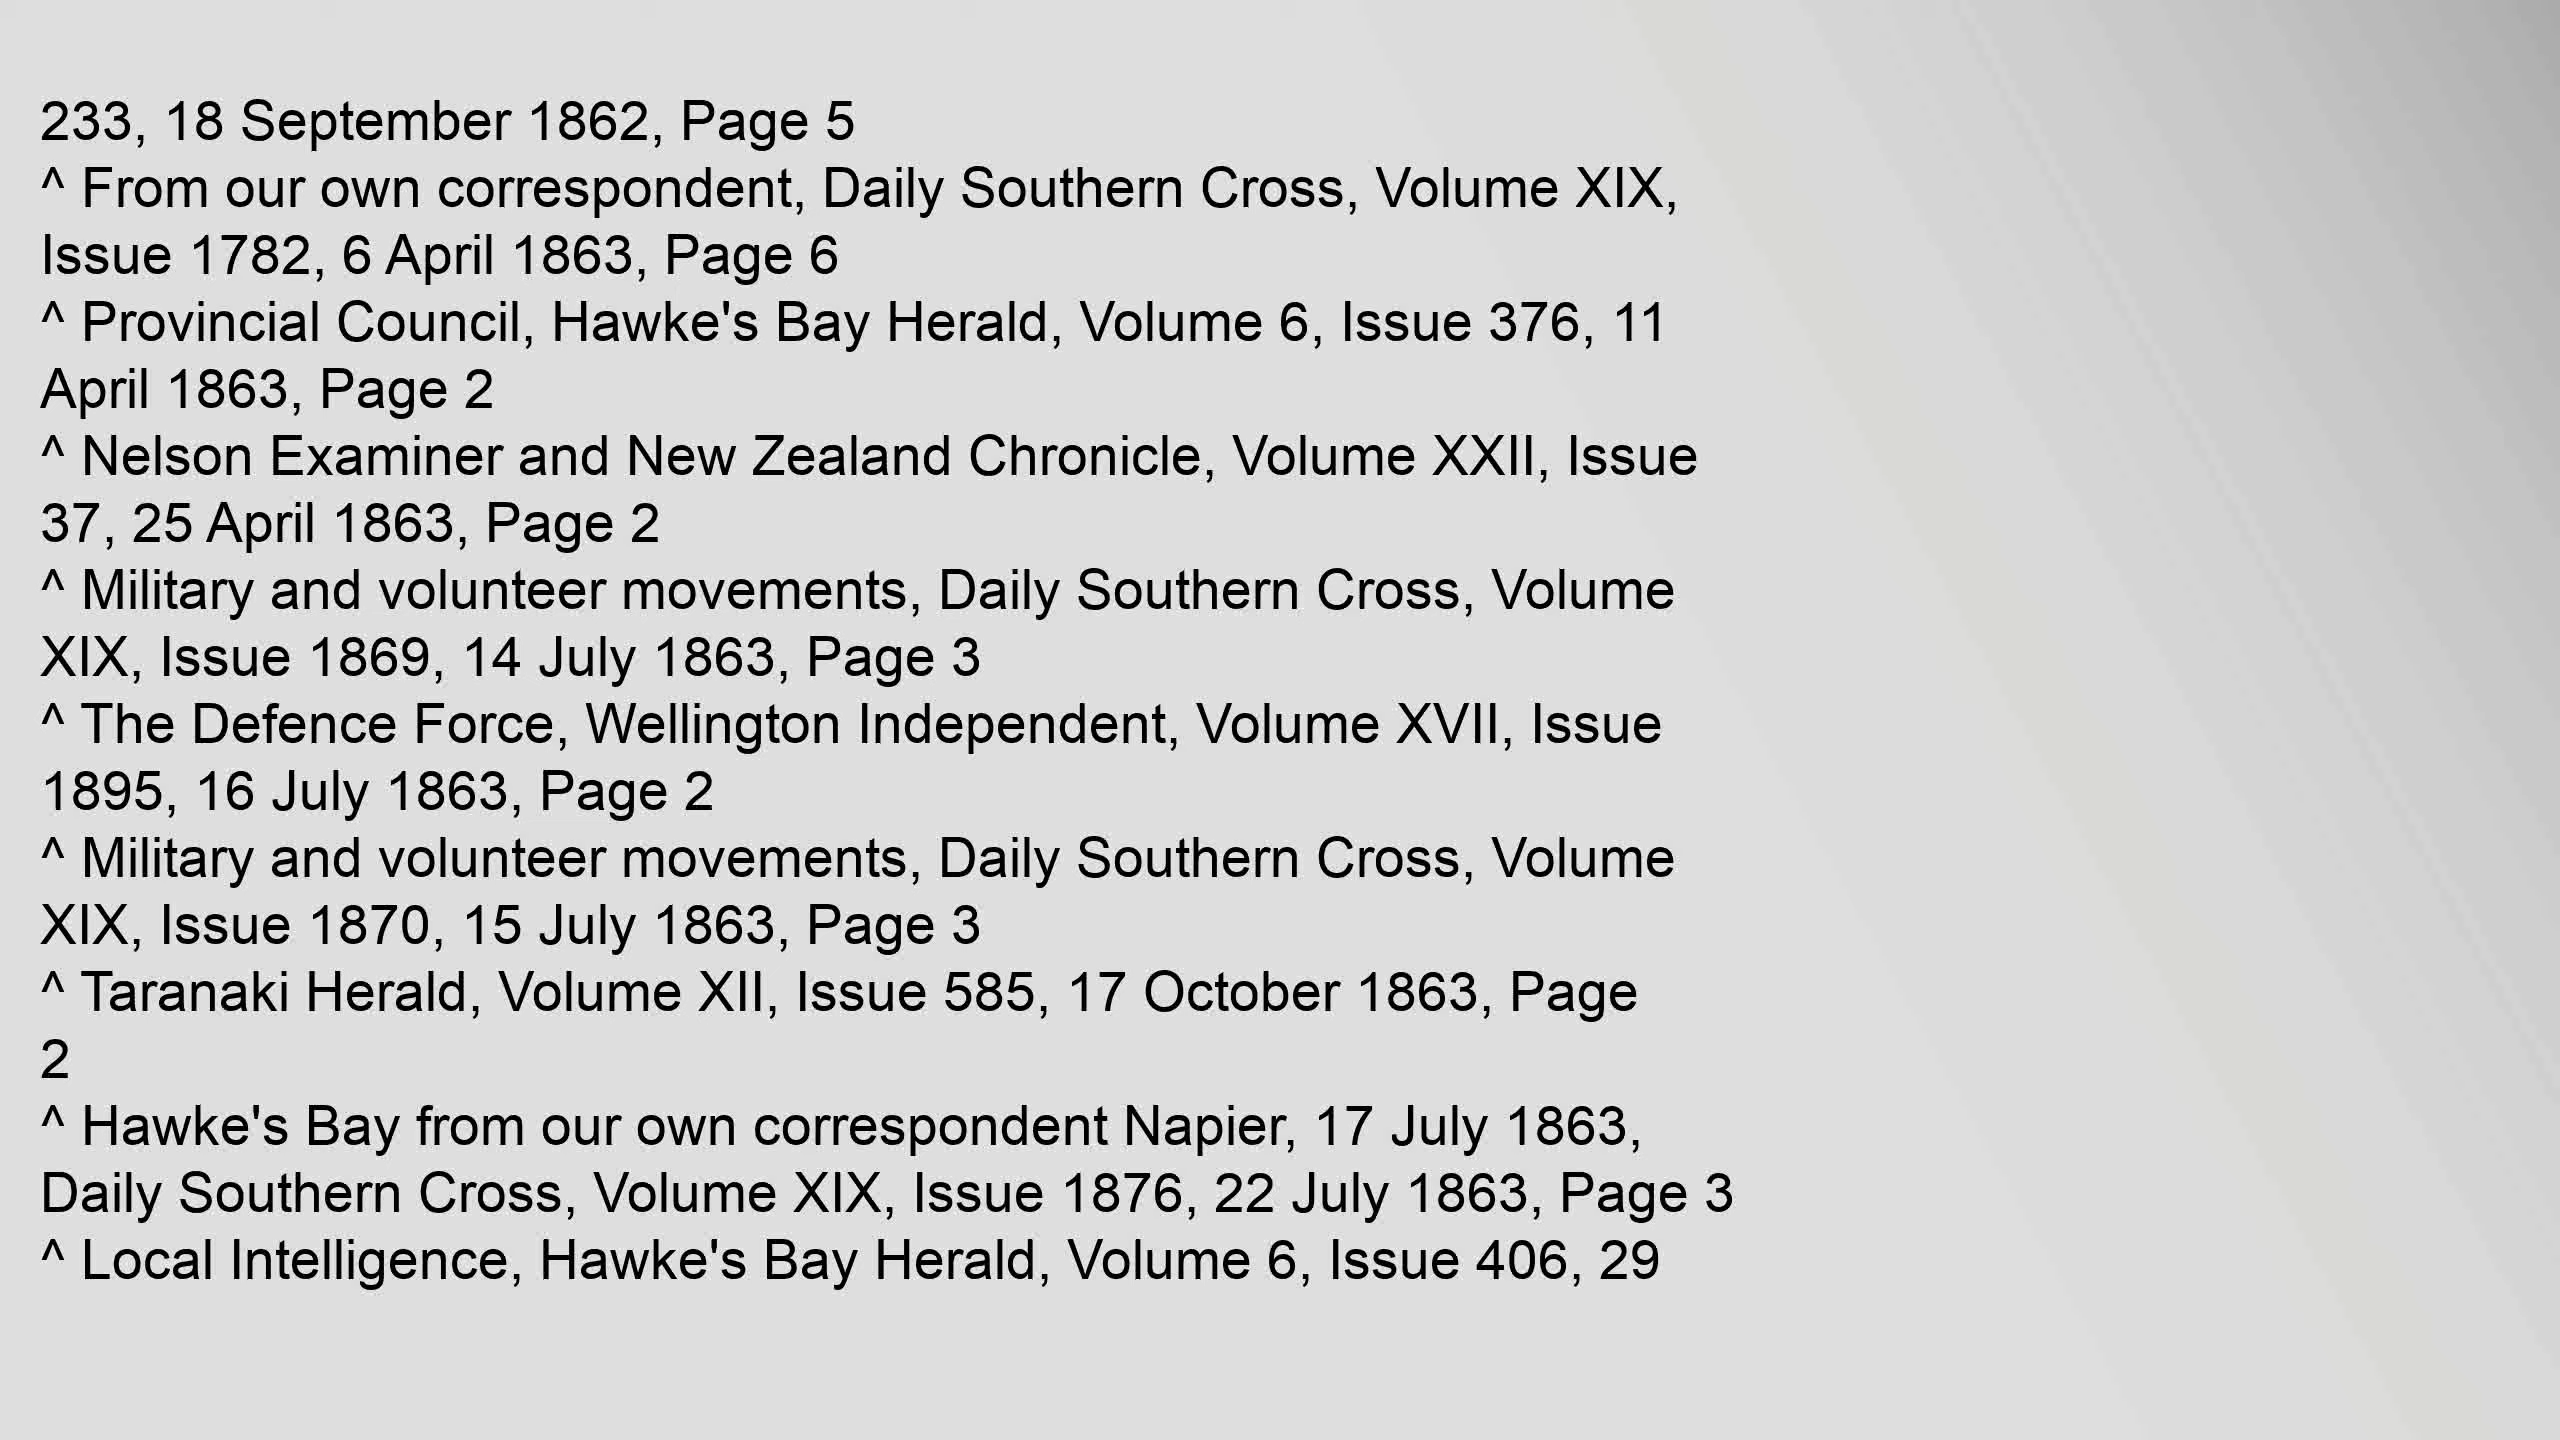 233, 18 September 1862, Page 5
^ From our own correspondent, Daily Southern Cross, Volume XIX,
Issue 1782, 6 April 1863, Page 6
^ Provincial Council, Hawke's Bay Herald, Volume 6, Issue 376, 11
April 1863, Page 2
^ Nelson Examiner and New Zealand Chronicle, Volume XXII, Issue
37, 25 April 1863, Page 2
^ Military and volunteer movements, Daily Southern Cross, Volume
XIX, Issue 1869, 14 July 1863, Page 3
^ The Defence Force, Wellington Independent, Volume XVII, Issue
1895, 16 July 1863, Page 2
^ Military and volunteer movements, Daily Southern Cross, Volume
XIX, Issue 1870, 15 July 1863, Page 3
^ Taranaki Herald, Volume XII, Issue 585, 17 October 1863, Page
2
^ Hawke's Bay from our own correspondent Napier, 17 July 1863,
Daily Southern Cross, Volume XIX, Issue 1876, 22 July 1863, Page 3
^ Local Intelligence, Hawke's Bay Herald, Volume 6, Issue 406, 29